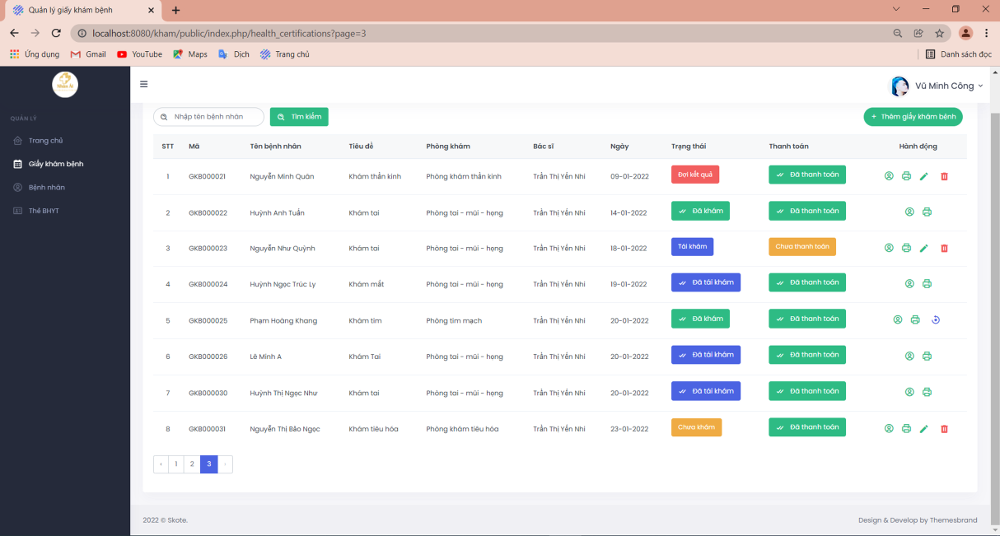 Quản lý giấy khám bệnh
localhost:8080/kham/public/index.php/health_certifications?page=3
Ứng dụng Gmail YouTube Maps Dịch Trang chủ Danh sách đọc
Nhân Ái
Vũ Minh Công
QUẢN LÝ
Trang chủ
Giấy khám bệnh
Bệnh nhân
Thẻ BHYT
Nhập tên bệnh nhân Tìm kiếm + Thêm giấy khám bệnh
STT Mã Tên bệnh nhân Tiêu đề Phòng khám Bác sĩ Ngày Trạng thái Thanh toán Hành động
1 GKB000021 Nguyễn Minh Quân Khám thần kinh Phòng khám thần kinh Trần Thị Yến Nhi 09-01-2022 Đợi kết quả Đã thanh toán
2 GKB000022 Huỳnh Anh Tuấn Khám tai Phòng tai - mũi - họng Trần Thị Yến Nhi 14-01-2022 Đã khám Đã thanh toán
3 GKB000023 Nguyễn Như Quỳnh Khám tai Phòng tai - mũi - họng Trần Thị Yến Nhi 18-01-2022 Tái khám Chưa thanh toán
4 GKB000024 Huỳnh Ngọc Trúc Ly Khám mắt Phòng tai - mũi - họng Trần Thị Yến Nhi 19-01-2022 Đã tái khám Đã thanh toán
5 GKB000025 Phạm Hoàng Khang Khám tim Phòng tim mạch Trần Thị Yến Nhi 20-01-2022 Đã khám Đã thanh toán
6 GKB000026 Lê Minh A Khám Tai Phòng tai - mũi - họng Trần Thị Yến Nhi 20-01-2022 Đã tái khám Đã thanh toán
7 GKB000030 Huỳnh Thị Ngọc Như Khám tai Phòng tai - mũi - họng Trần Thị Yến Nhi 20-01-2022 Đã tái khám Đã thanh toán
8 GKB000031 Nguyễn Thị Bảo Ngọc Khám tiêu hóa Phòng khám tiêu hóa Trần Thị Yến Nhi 23-01-2022 Chưa khám Đã thanh toán
‹ 1 2 3 ›
2022 © Skote. Design & Develop by Themesbrand